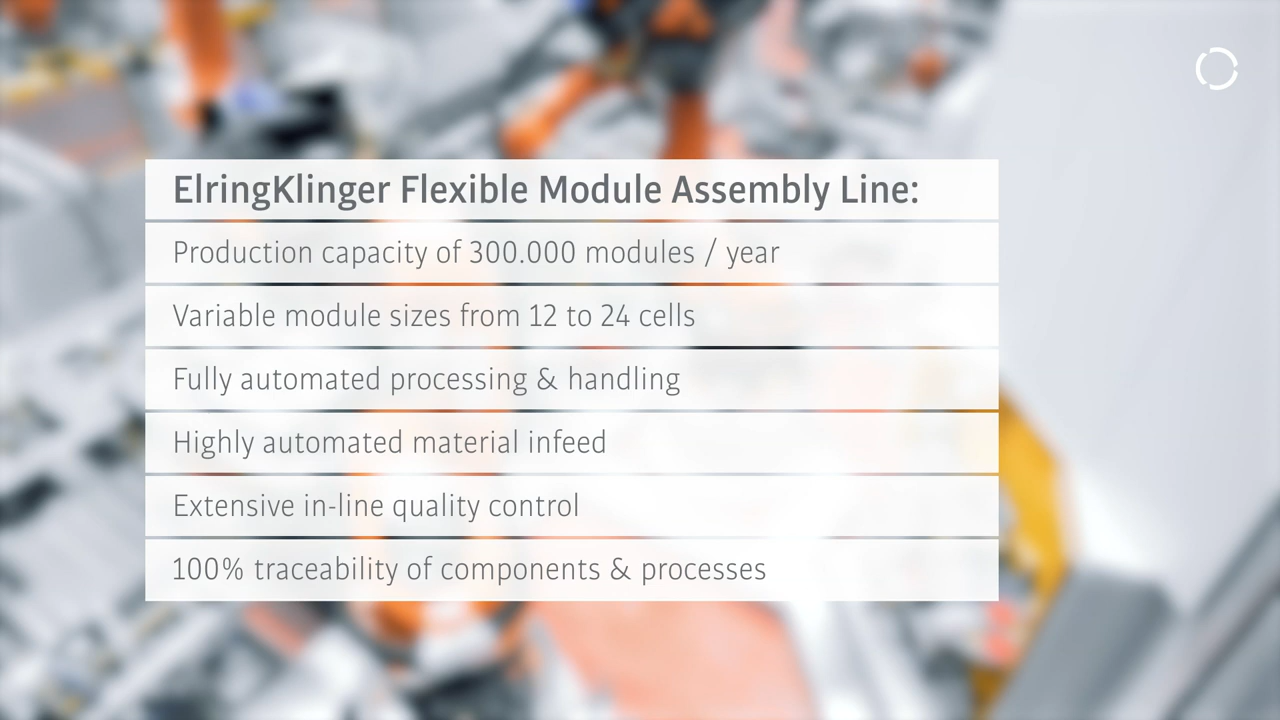 ElringKlinger Flexible Module Assembly Line:
Production capacity of 300.000 modules / year
Variable module sizes from 12 to 24 cells
Fully automated processing & handling
Highly automated material infeed
Extensive in-line quality control
100% traceability of components & processes